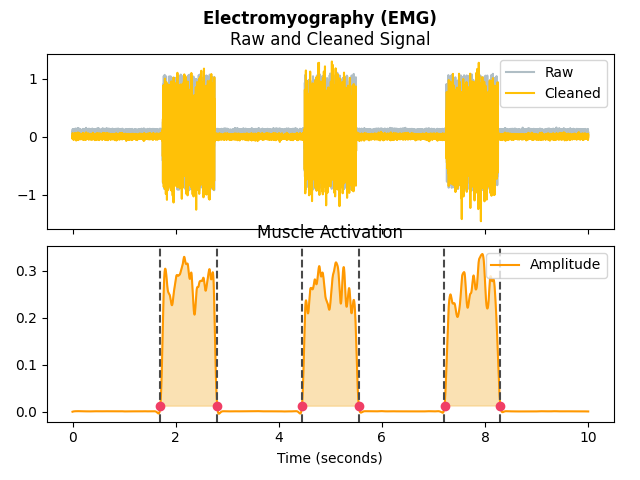 Electromyography (EMG)
Raw and Cleaned Signal
Raw
Cleaned
1
0
−1
Muscle Activation
Amplitude
0.3
0.2
0.1
0.0
0 2 4 6 8 10
Time (seconds)